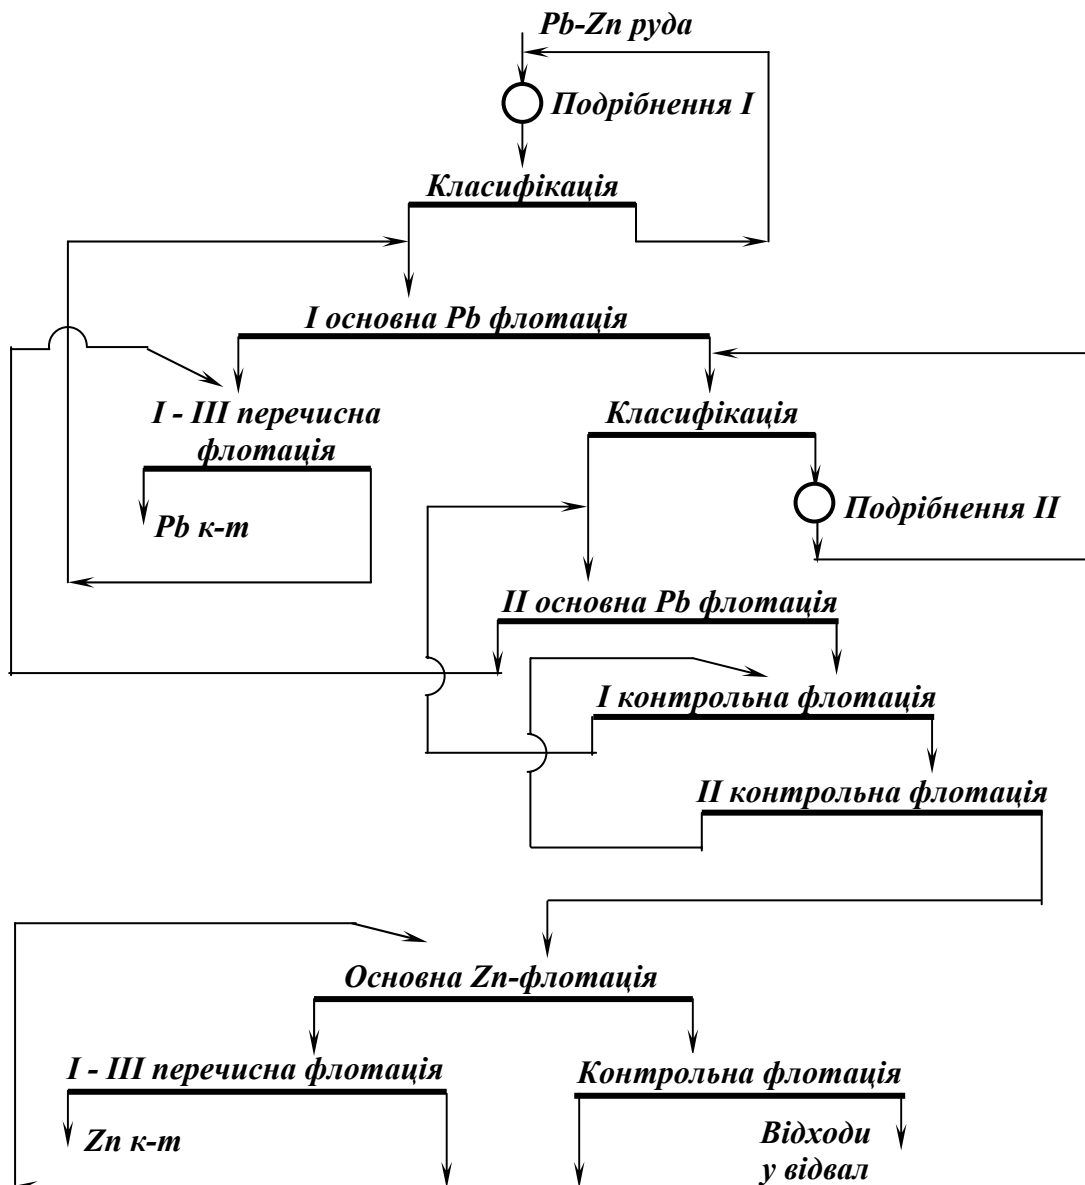 Pb-Zn руда
Подрібнення I
Класифікація
I основна Pb флотація
I - III перечисна
флотація
Класифікація
Pb к-т
Подрібнення II
II основна Pb флотація
I контрольна флотація
II контрольна флотація
Основна Zn-флотація
I - III перечисна флотація
Контрольна флотація
Zn к-т
Відходи
у відвал